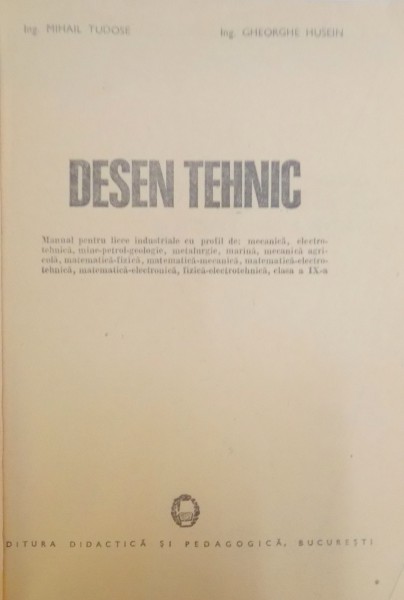 Ing. MIHAIL TUDOSE Ing. GHEORGHE HUSEIN
DESEN TEHNIC
Manual pentru licee industriale cu profil de: mecanică, electro-
tehnică, mine-petrol-geologie, metalurgie, marină, mecanică agri-
colă, matematică-fizică, matematică-mecanică, matematică-electro-
tehnică, matematică-electronică, fizică-electrotehnică, clasa a IX-a
DITURA DIDACTICĂ ȘI PEDAGOGICĂ, BUCUREȘTI